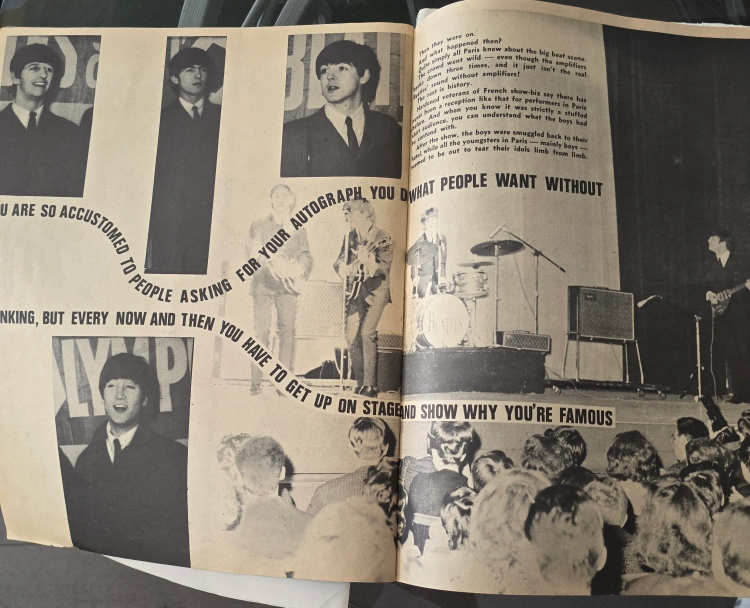 Then they were on.
And what happened then?
Quite simply all Paris knew about the big beat scene.
The crowd went wild — even though the amplifiers
broke down three times, and it just isn't the real
Beatles' sound without amplifiers!
The rest is history.
Hardened veterans of French show-biz say there has
never been a reception like that for performers in Paris
before. And when you know it was strictly a stuffed
shirt audience, you can understand what the boys had
to contend with.
After the show, the boys were smuggled back to their
hotel while all the youngsters in Paris — mainly boys —
seemed to be out to tear their idols limb from limb.
U ARE SO ACCUSTOMED TO PEOPLE ASKING FOR YOUR AUTOGRAPH YOU D WHAT PEOPLE WANT WITHOUT
NKING, BUT EVERY NOW AND THEN YOU HAVE TO GET UP ON STAGE AND SHOW WHY YOU'RE FAMOUS
LYMP
BEATLES